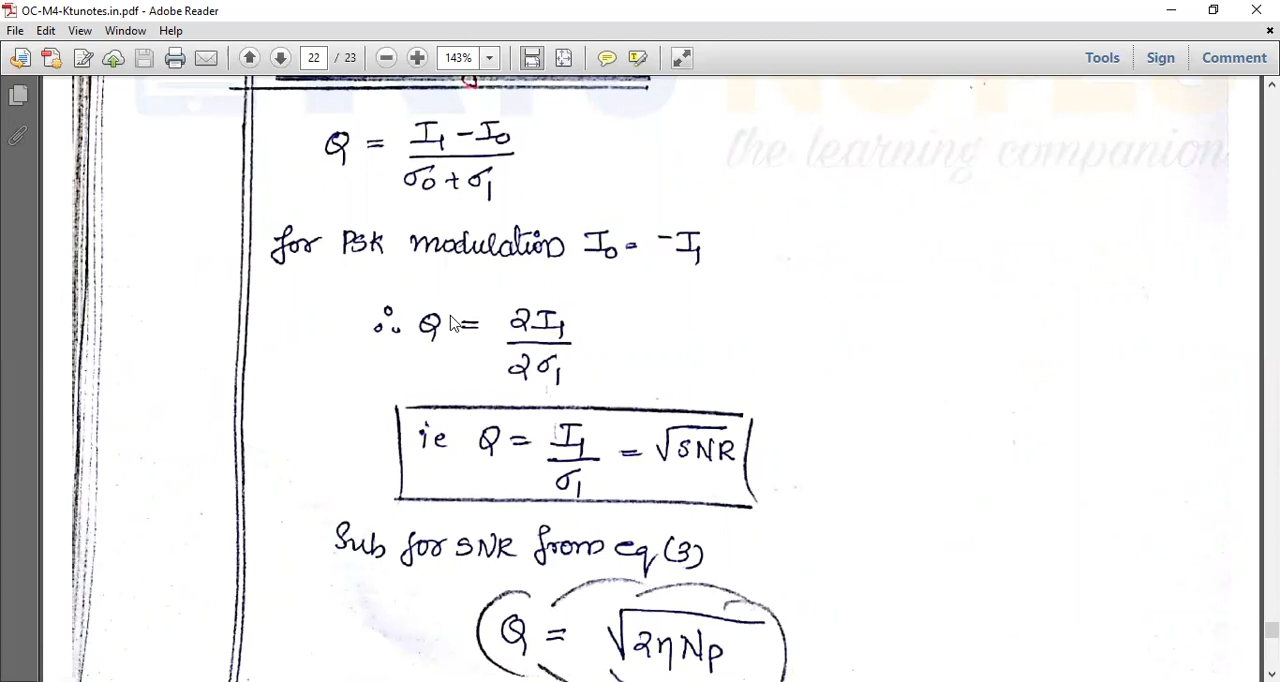 OC-M4-Ktunotes.in.pdf - Adobe Reader
File Edit View Window Help
22 / 23 143% Tools Sign Comment
the learning companion
Q = I₁ - I₀ / σ₀ + σ₁
for PSK modulation I₀ = -I₁
∴ Q = 2I₁ / 2σ₁
ie Q = I₁ / σ₁ = √SNR
Sub for SNR from eq (3)
Q = √2ηNp